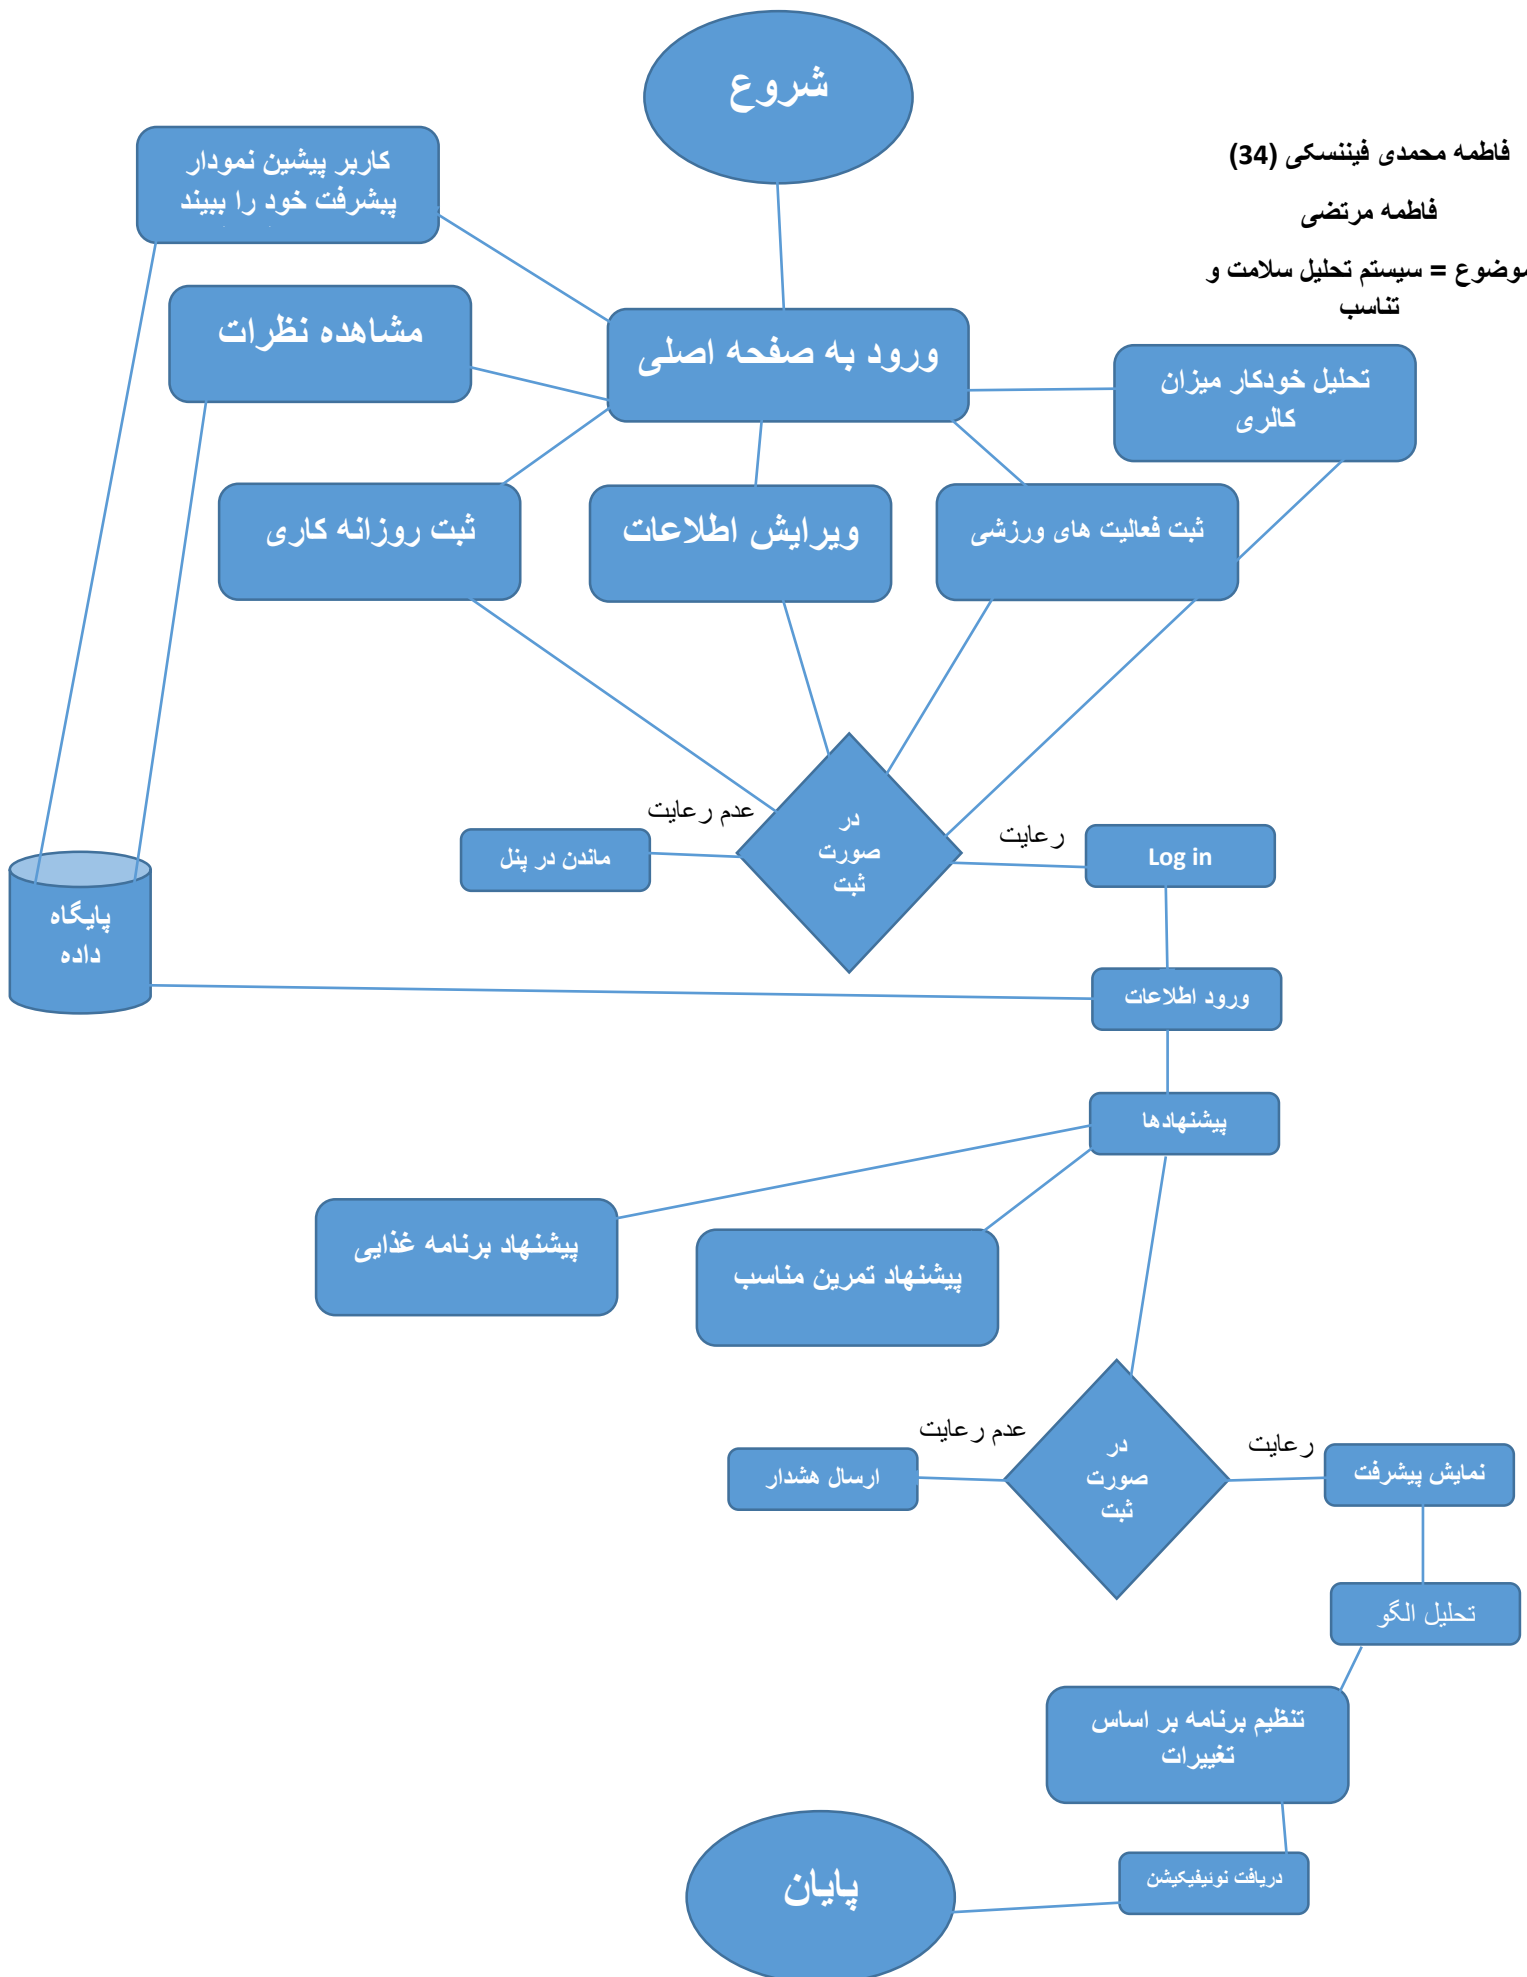 شروع
فاطمه محمدی فیننسکی (34)
فاطمه مرتضی
موضوع = سیستم تحلیل سلامت و
تناسب
کاربر پیشین نمودار
پیشرفت خود را ببیند
مشاهده نظرات
ورود به صفحه اصلی
تحلیل خودکار میزان
کالری
ثبت روزانه کاری
ویرایش اطلاعات
ثبت فعالیت های ورزشی
عدم رعایت
در
صورت
ثبت
رعایت
ماندن در پنل
Log in
پایگاه
داده
ورود اطلاعات
پیشنهادها
پیشنهاد برنامه غذایی
پیشنهاد تمرین مناسب
عدم رعایت
در
صورت
ثبت
رعایت
ارسال هشدار
نمایش پیشرفت
تحلیل الگو
تنظیم برنامه بر اساس
تغییرات
دریافت نوتیفیکیشن
پایان